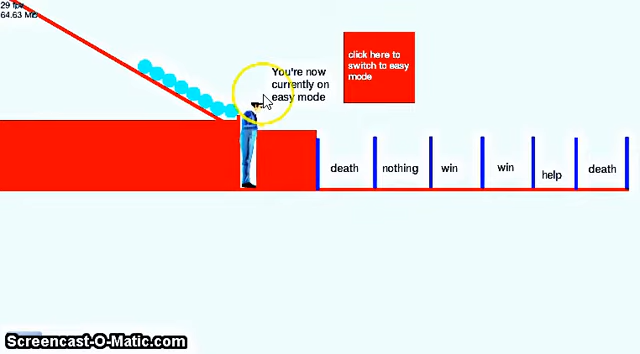 29 fps
64.63 MB
You're now
currently on
easy mode
click here to
switch to easy
mode
death
nothing
win
win
help
death
Screencast-O-Matic.com